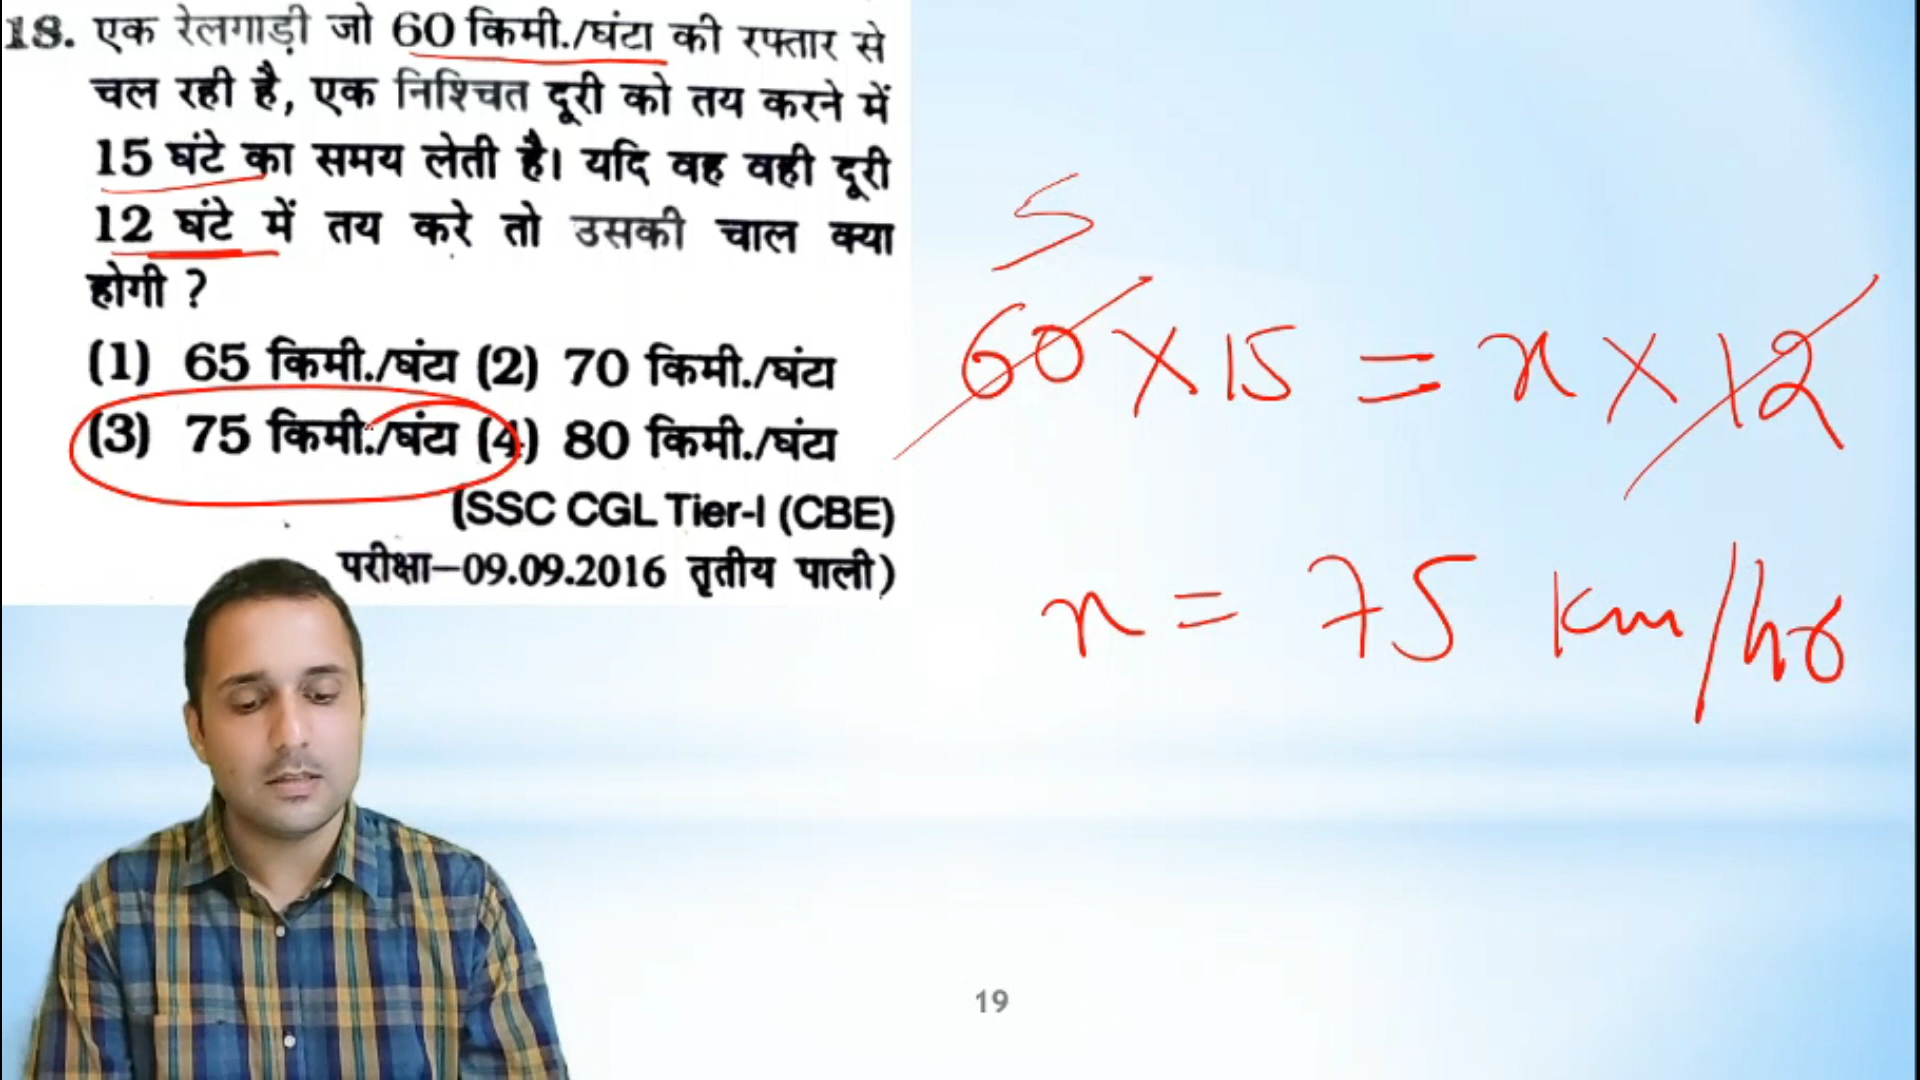 18. एक रेलगाड़ी जो 60 किमी./घंटा की रफ्तार से
चल रही है, एक निश्चित दूरी को तय करने में
15 घंटे का समय लेती है। यदि वह वही दूरी
12 घंटे में तय करे तो उसकी चाल क्या
होगी ?
(1) 65 किमी./घंटा (2) 70 किमी./घंटा
(3) 75 किमी./घंटा (4) 80 किमी./घंटा
(SSC CGL Tier-I (CBE)
परीक्षा–09.09.2016 तृतीय पाली)
5
60 × 15 = x × 12
x = 75 km/hr
19